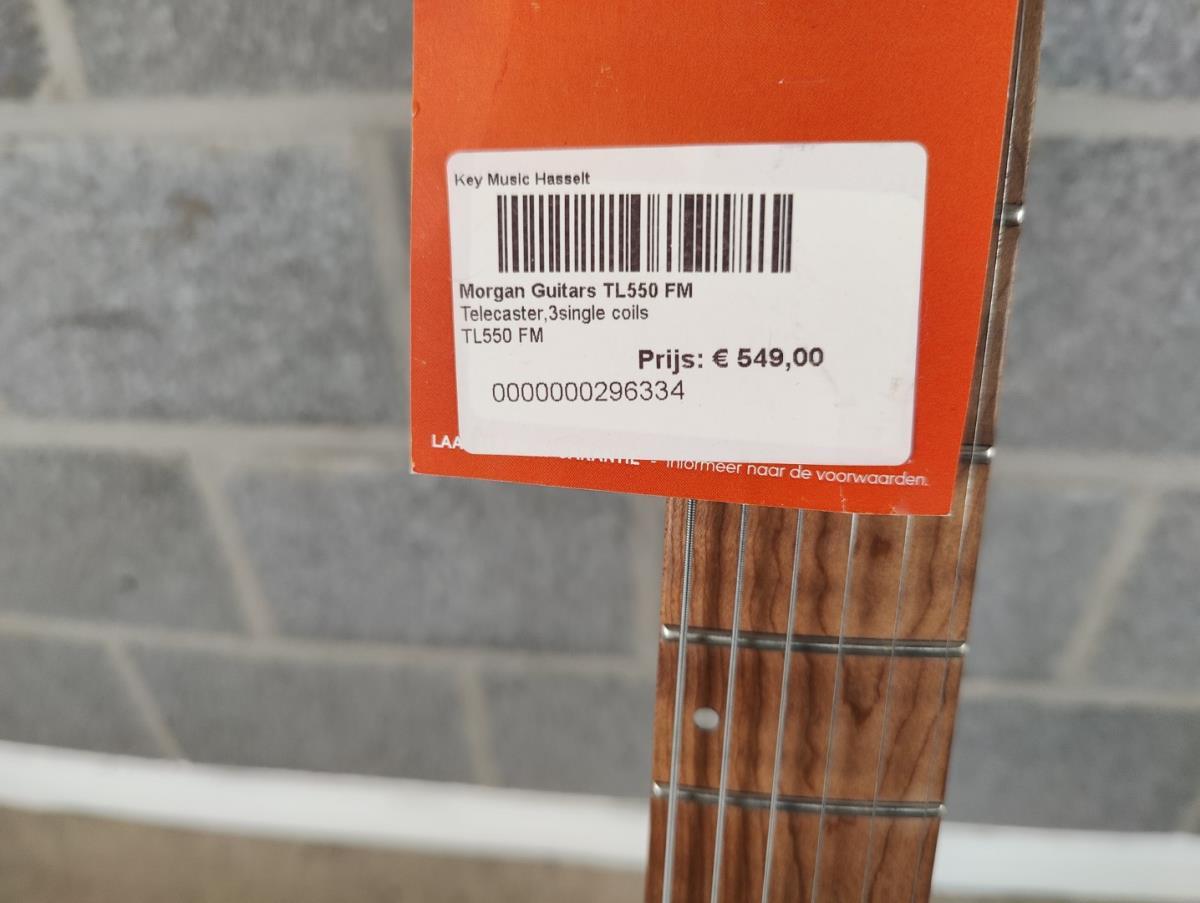 Key Music Hasselt
Morgan Guitars TL550 FM
Telecaster,3single coils
TL550 FM
Prijs: € 549,00
0000000296334
- Informeer naar de voorwaarden.